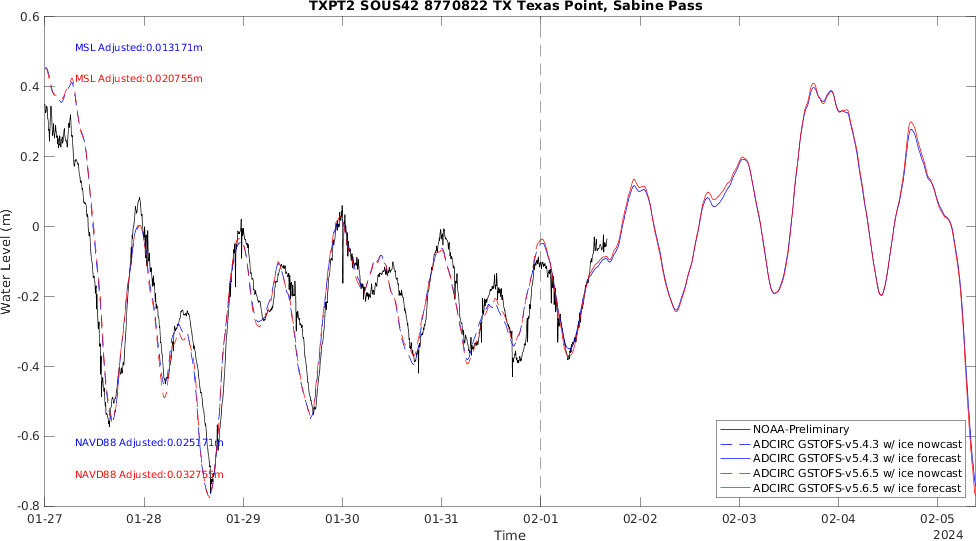 TXPT2 SOUS42 8770822 TX Texas Point, Sabine Pass
0.6
0.4
0.2
0
-0.2
-0.4
-0.6
-0.8
Water Level (m)
MSL Adjusted:0.013171m
MSL Adjusted:0.020755m
NAVD88 Adjusted:0.025171m
NAVD88 Adjusted:0.032755m
NOAA-Preliminary
ADCIRC GSTOFS-v5.4.3 w/ ice nowcast
ADCIRC GSTOFS-v5.4.3 w/ ice forecast
ADCIRC GSTOFS-v5.6.5 w/ ice nowcast
ADCIRC GSTOFS-v5.6.5 w/ ice forecast
01-27 01-28 01-29 01-30 01-31 02-01 02-02 02-03 02-04 02-05
Time
2024